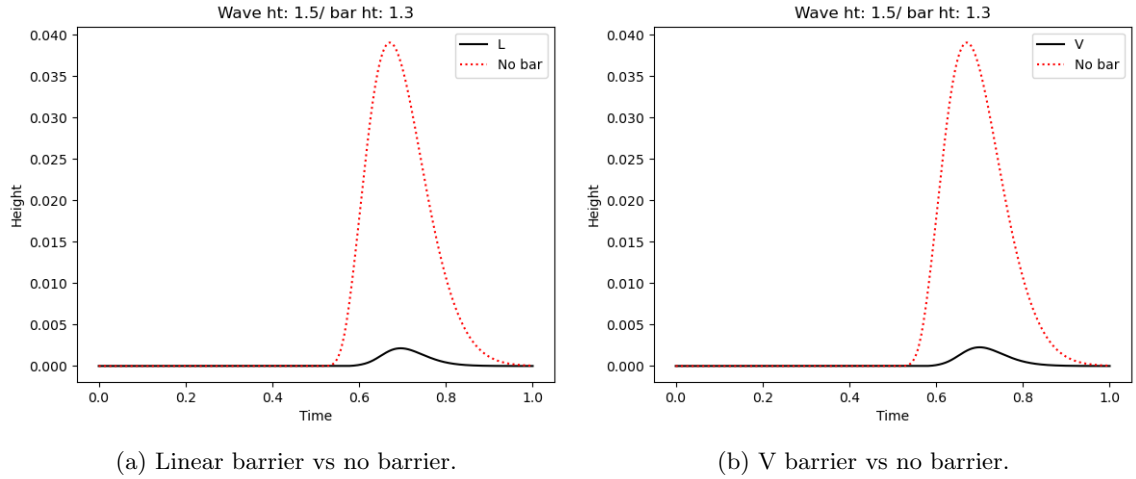 Wave ht: 1.5/ bar ht: 1.3
L
No bar
0.040
0.035
0.030
0.025
0.020
0.015
0.010
0.005
0.000
Height
0.0 0.2 0.4 0.6 0.8 1.0
Time
(a) Linear barrier vs no barrier.
Wave ht: 1.5/ bar ht: 1.3
V
No bar
0.040
0.035
0.030
0.025
0.020
0.015
0.010
0.005
0.000
Height
0.0 0.2 0.4 0.6 0.8 1.0
Time
(b) V barrier vs no barrier.